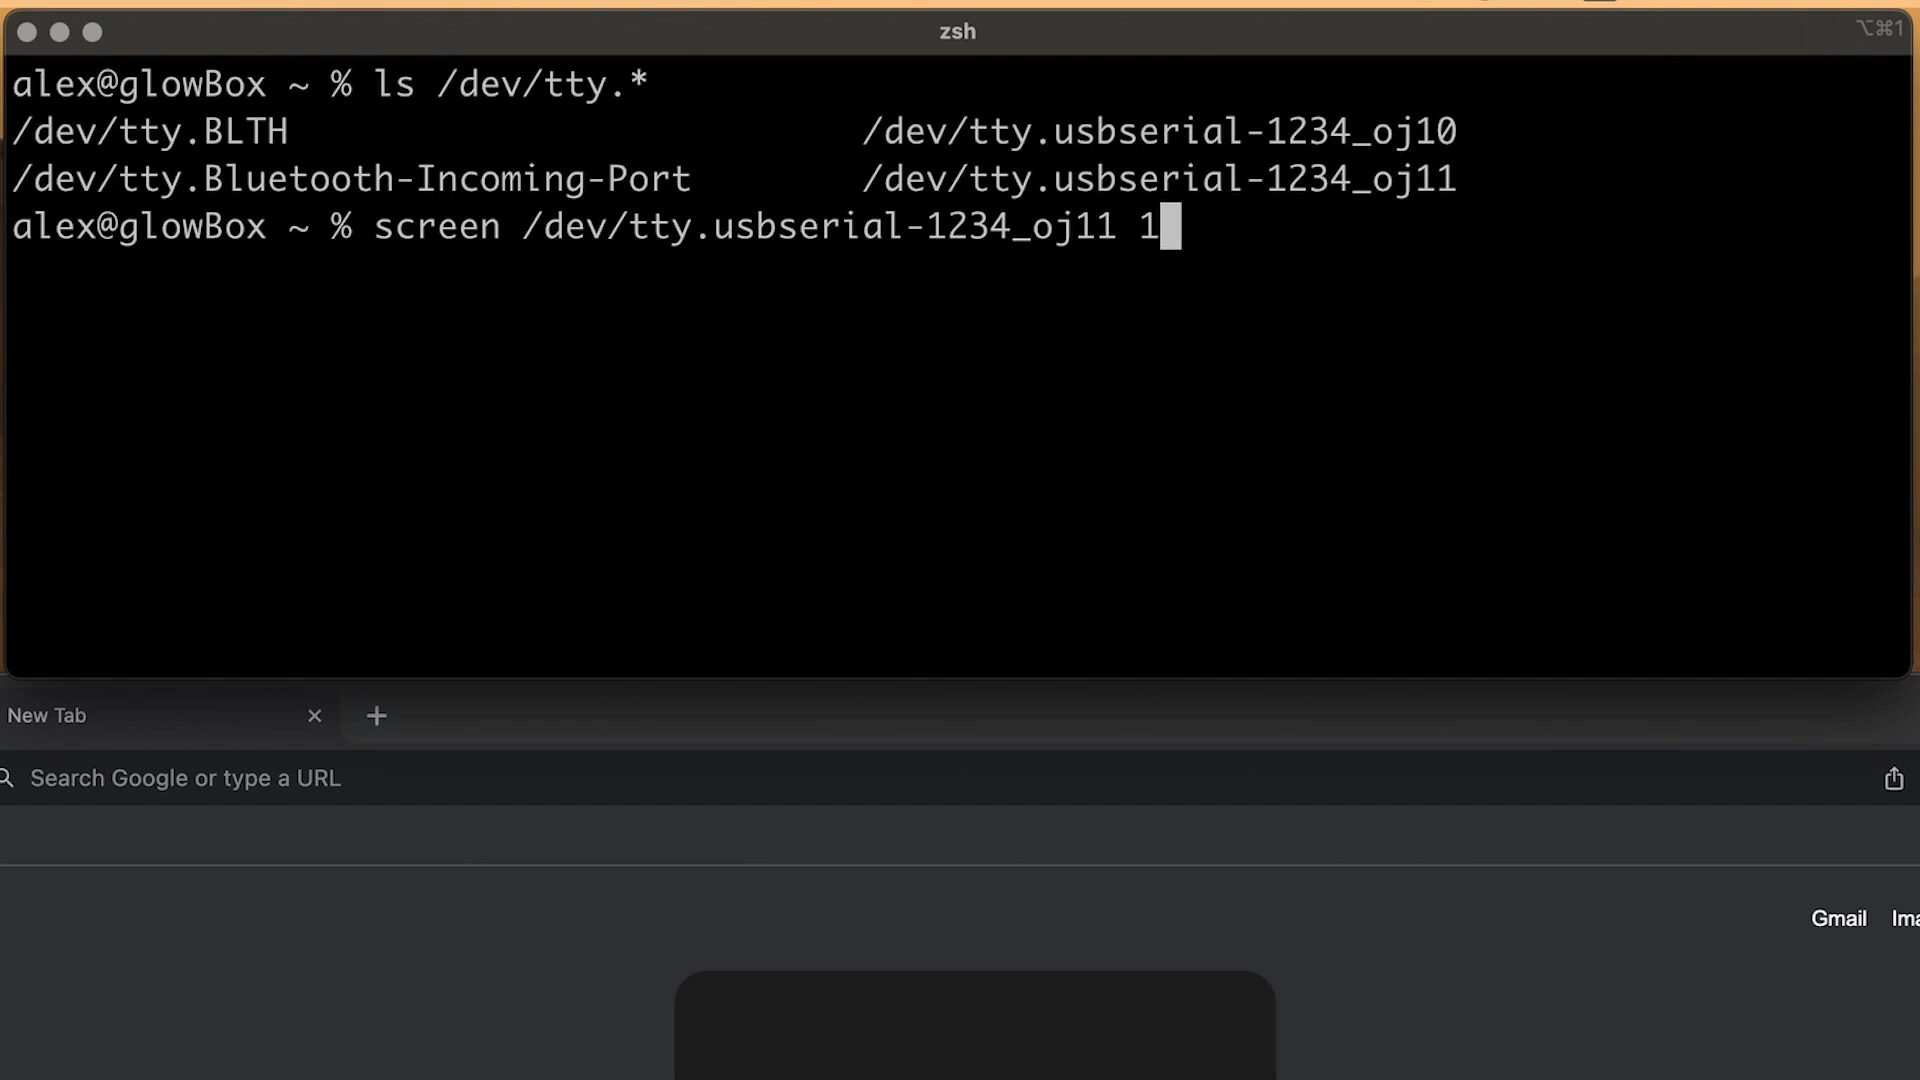 zsh
⌥⌘1
alex@glowBox ~ % ls /dev/tty.*
/dev/tty.BLTH /dev/tty.usbserial-1234_oj10
/dev/tty.Bluetooth-Incoming-Port /dev/tty.usbserial-1234_oj11
alex@glowBox ~ % screen /dev/tty.usbserial-1234_oj11 1
New Tab
Search Google or type a URL
Gmail